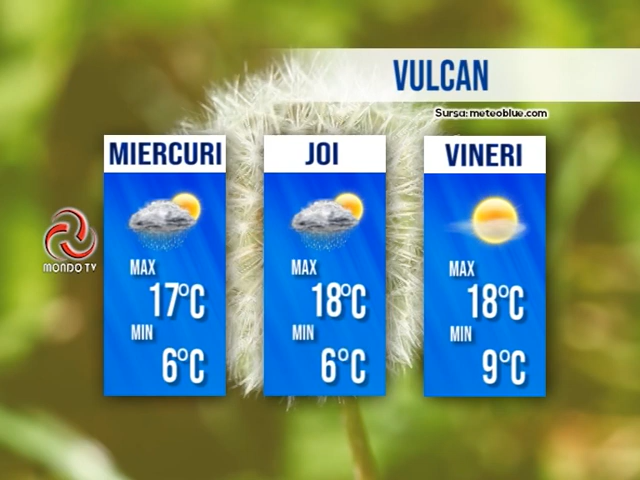 VULCAN
Sursa: meteoblue.com
MIERCURI
MAX
17°C
MIN
6°C
JOI
MAX
18°C
MIN
6°C
VINERI
MAX
18°C
MIN
9°C
MONDO TV